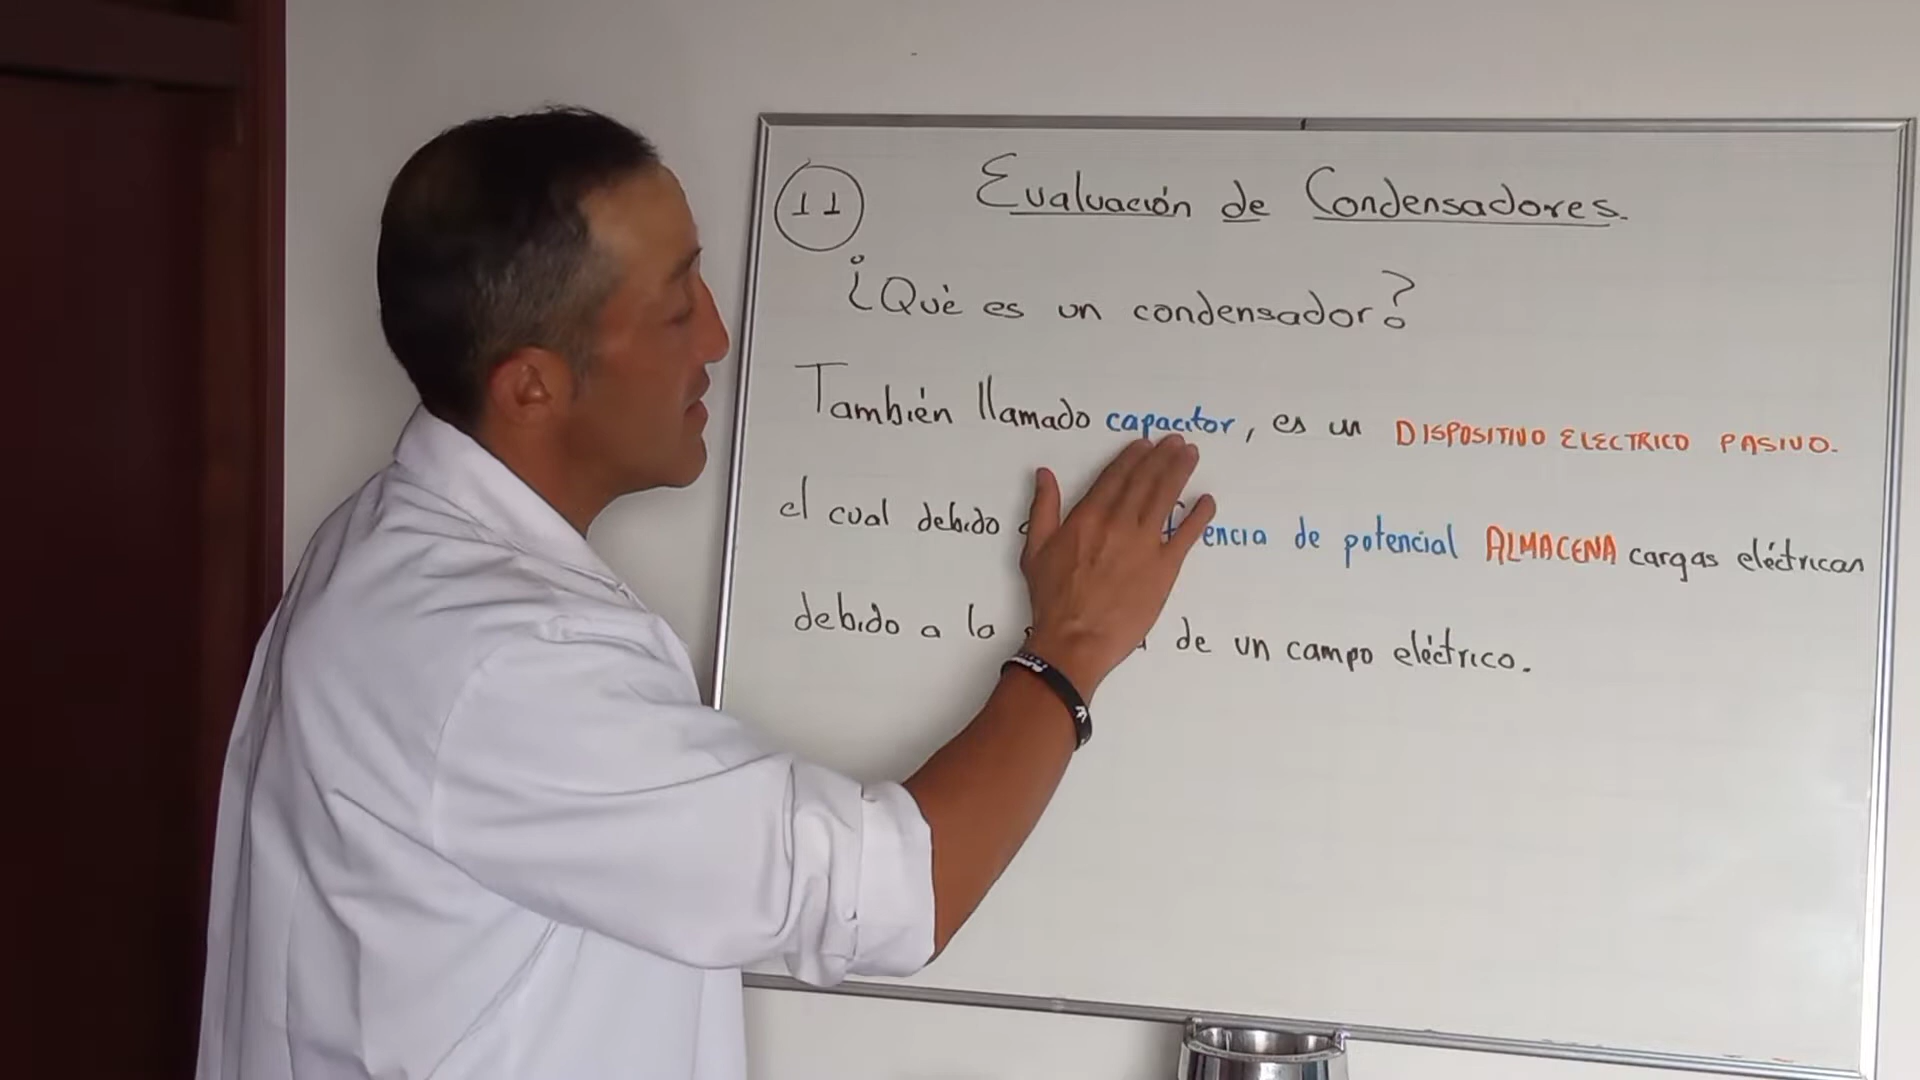 11
Evaluación de Condensadores.
¿Què es un condensador?
También llamado capacitor, es un DISPOSITIVO ELECTRICO PASIVO.
el cual debido encia de potencial ALMACENA cargas eléctricas
debido a la de un campo eléctrico.